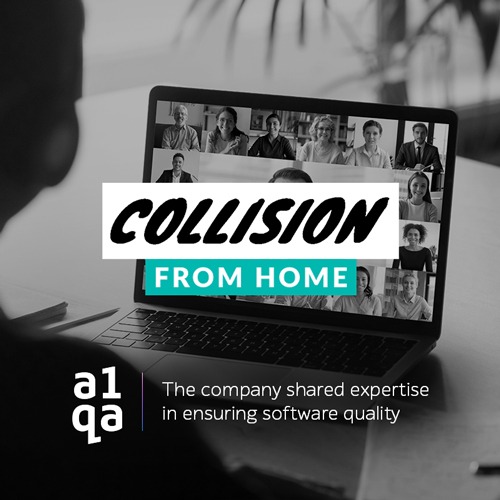 COLLISION
FROM HOME
a1
qa
The company shared expertise
in ensuring software quality